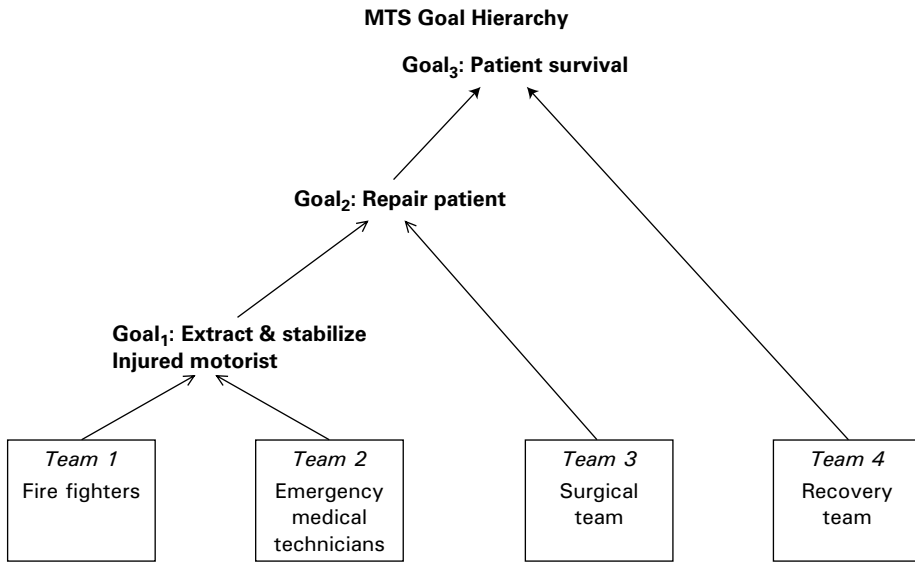 MTS Goal Hierarchy
Goal₃: Patient survival
Goal₂: Repair patient
Goal₁: Extract & stabilize
Injured motorist
Team 1
Fire fighters
Team 2
Emergency
medical
technicians
Team 3
Surgical
team
Team 4
Recovery
team